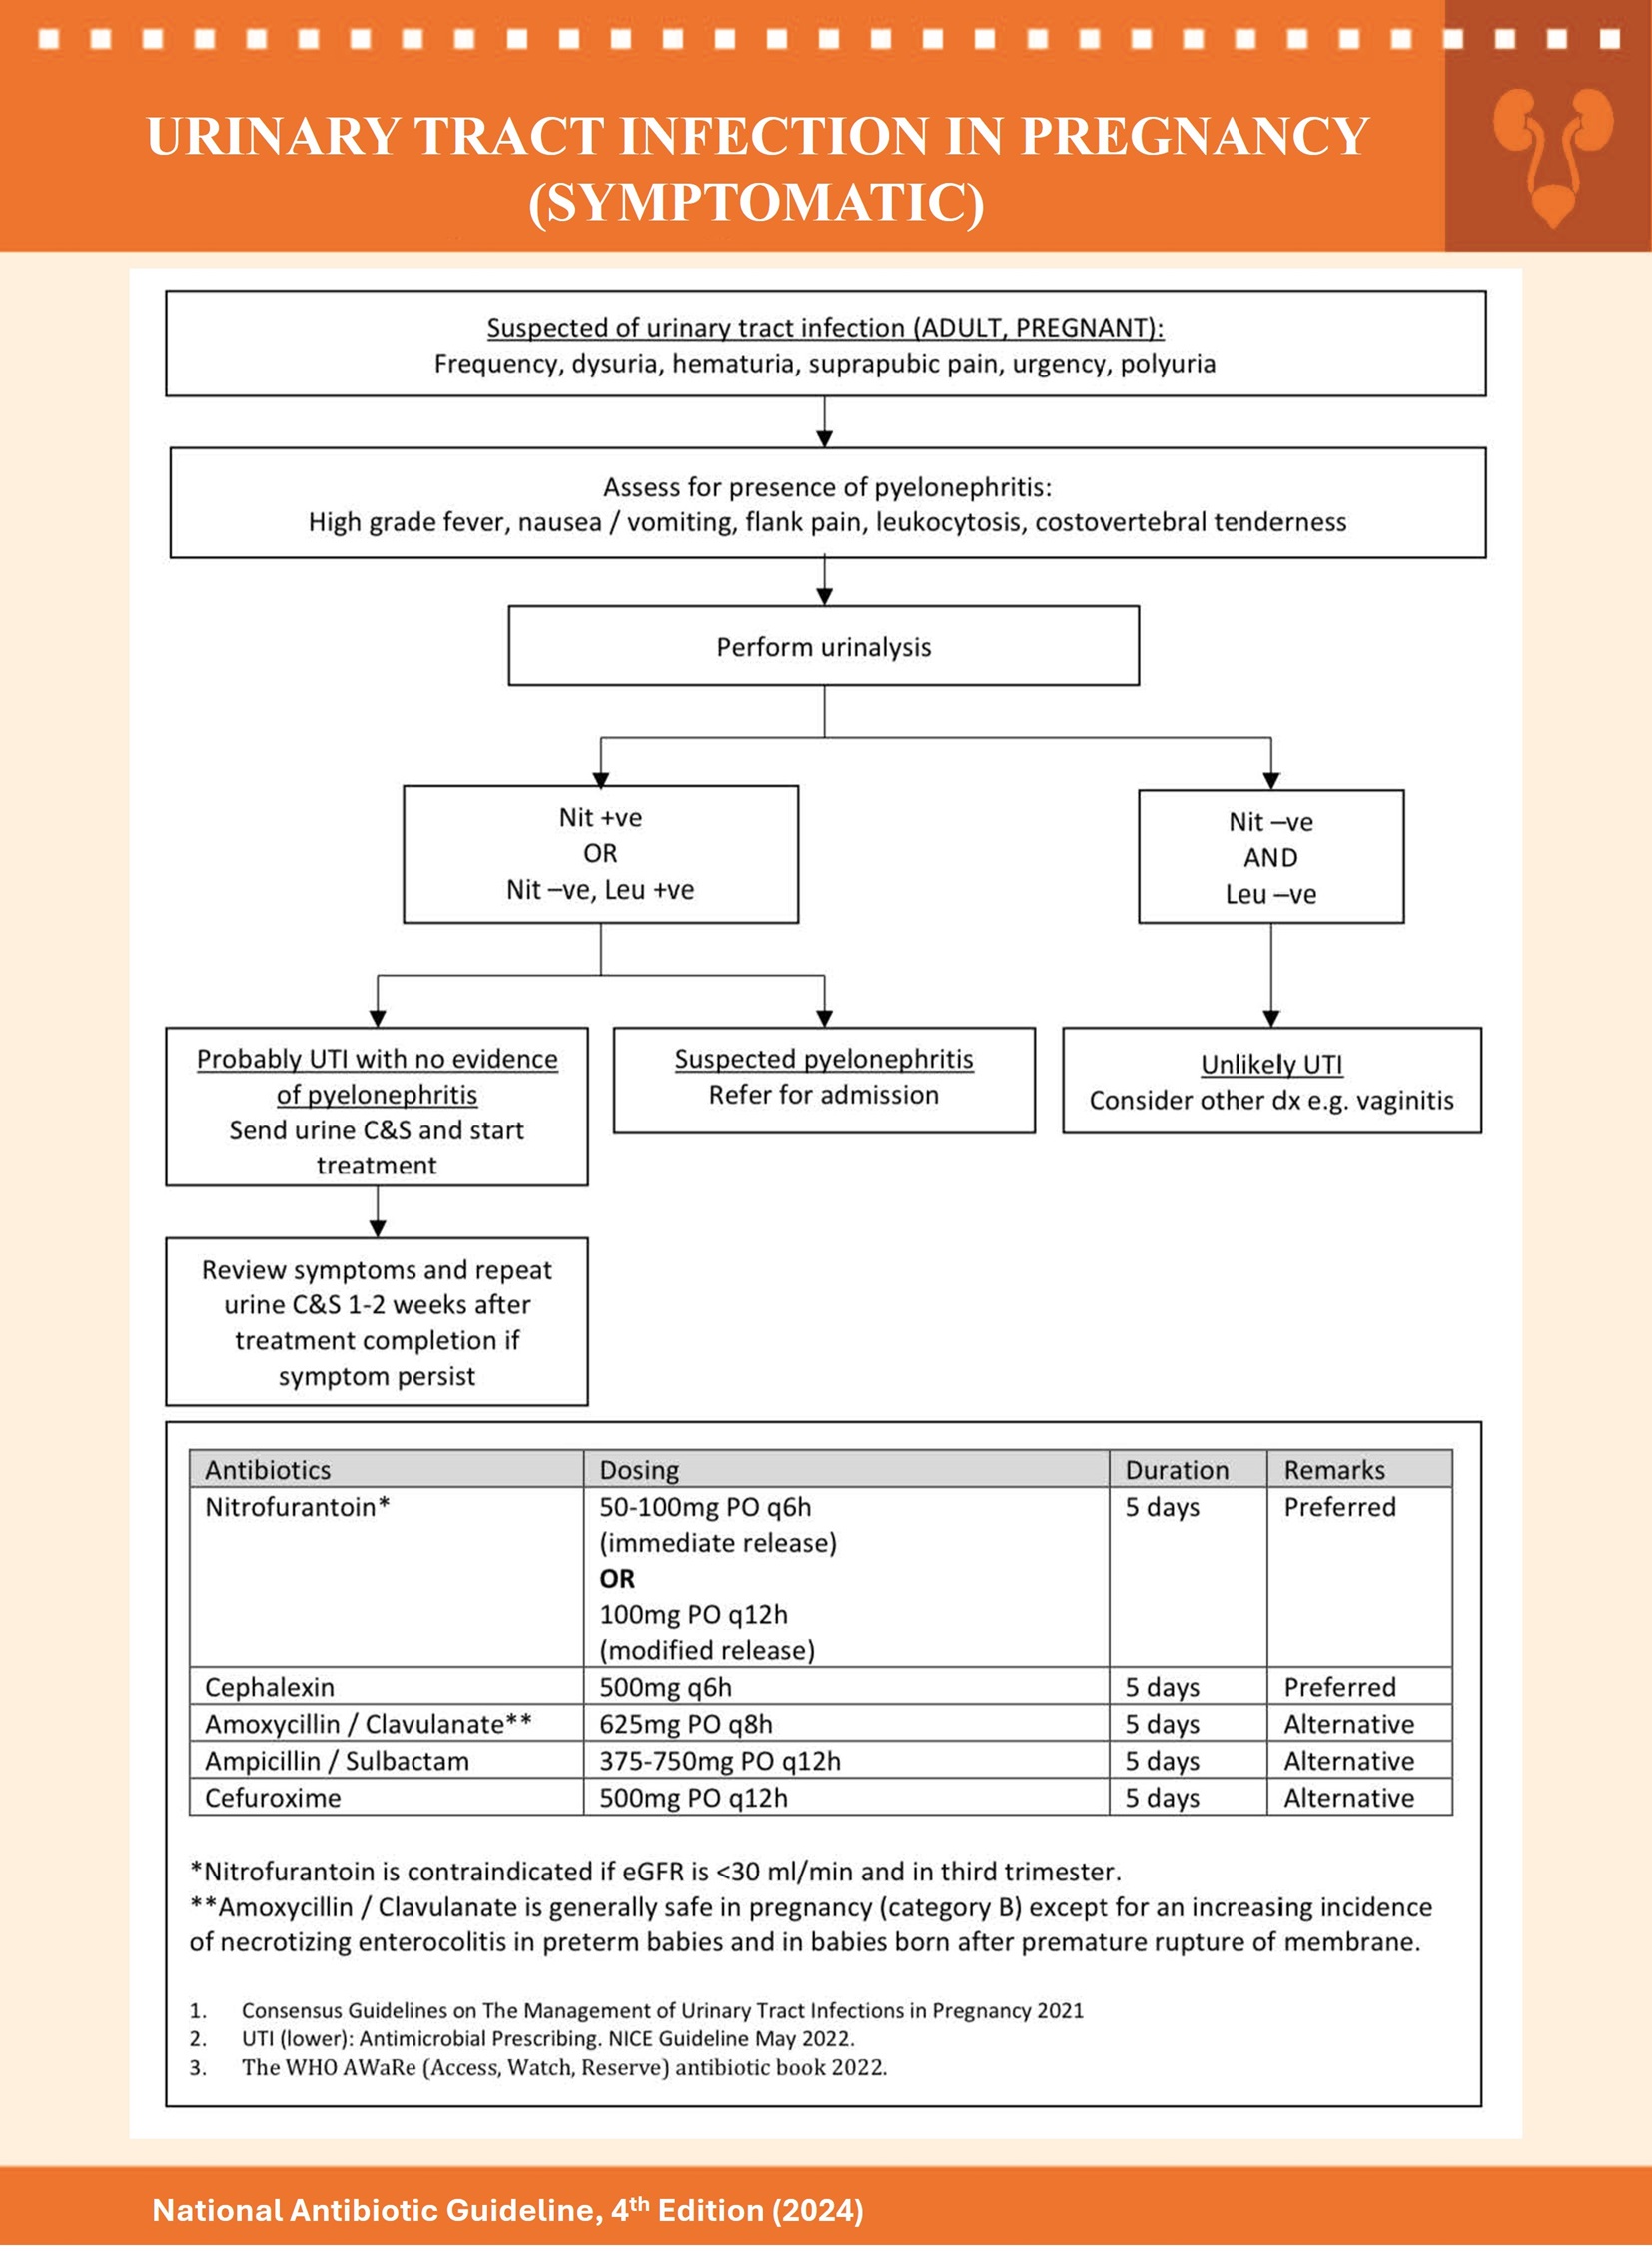 URINARY TRACT INFECTION IN PREGNANCY
(SYMPTOMATIC)
Suspected of urinary tract infection (ADULT, PREGNANT):
Frequency, dysuria, hematuria, suprapubic pain, urgency, polyuria
Assess for presence of pyelonephritis:
High grade fever, nausea / vomiting, flank pain, leukocytosis, costovertebral tenderness
Perform urinalysis
Nit +ve
OR
Nit –ve, Leu +ve
Nit –ve
AND
Leu –ve
Probably UTI with no evidence
of pyelonephritis
Send urine C&S and start
treatment
Suspected pyelonephritis
Refer for admission
Unlikely UTI
Consider other dx e.g. vaginitis
Review symptoms and repeat
urine C&S 1-2 weeks after
treatment completion if
symptom persist
Antibiotics Dosing Duration Remarks
Nitrofurantoin* 50-100mg PO q6h 5 days Preferred
(immediate release)
OR
100mg PO q12h
(modified release)
Cephalexin 500mg q6h 5 days Preferred
Amoxycillin / Clavulanate** 625mg PO q8h 5 days Alternative
Ampicillin / Sulbactam 375-750mg PO q12h 5 days Alternative
Cefuroxime 500mg PO q12h 5 days Alternative
*Nitrofurantoin is contraindicated if eGFR is <30 ml/min and in third trimester.
**Amoxycillin / Clavulanate is generally safe in pregnancy (category B) except for an increasing incidence
of necrotizing enterocolitis in preterm babies and in babies born after premature rupture of membrane.
1. Consensus Guidelines on The Management of Urinary Tract Infections in Pregnancy 2021
2. UTI (lower): Antimicrobial Prescribing. NICE Guideline May 2022.
3. The WHO AWaRe (Access, Watch, Reserve) antibiotic book 2022.
National Antibiotic Guideline, 4th Edition (2024)